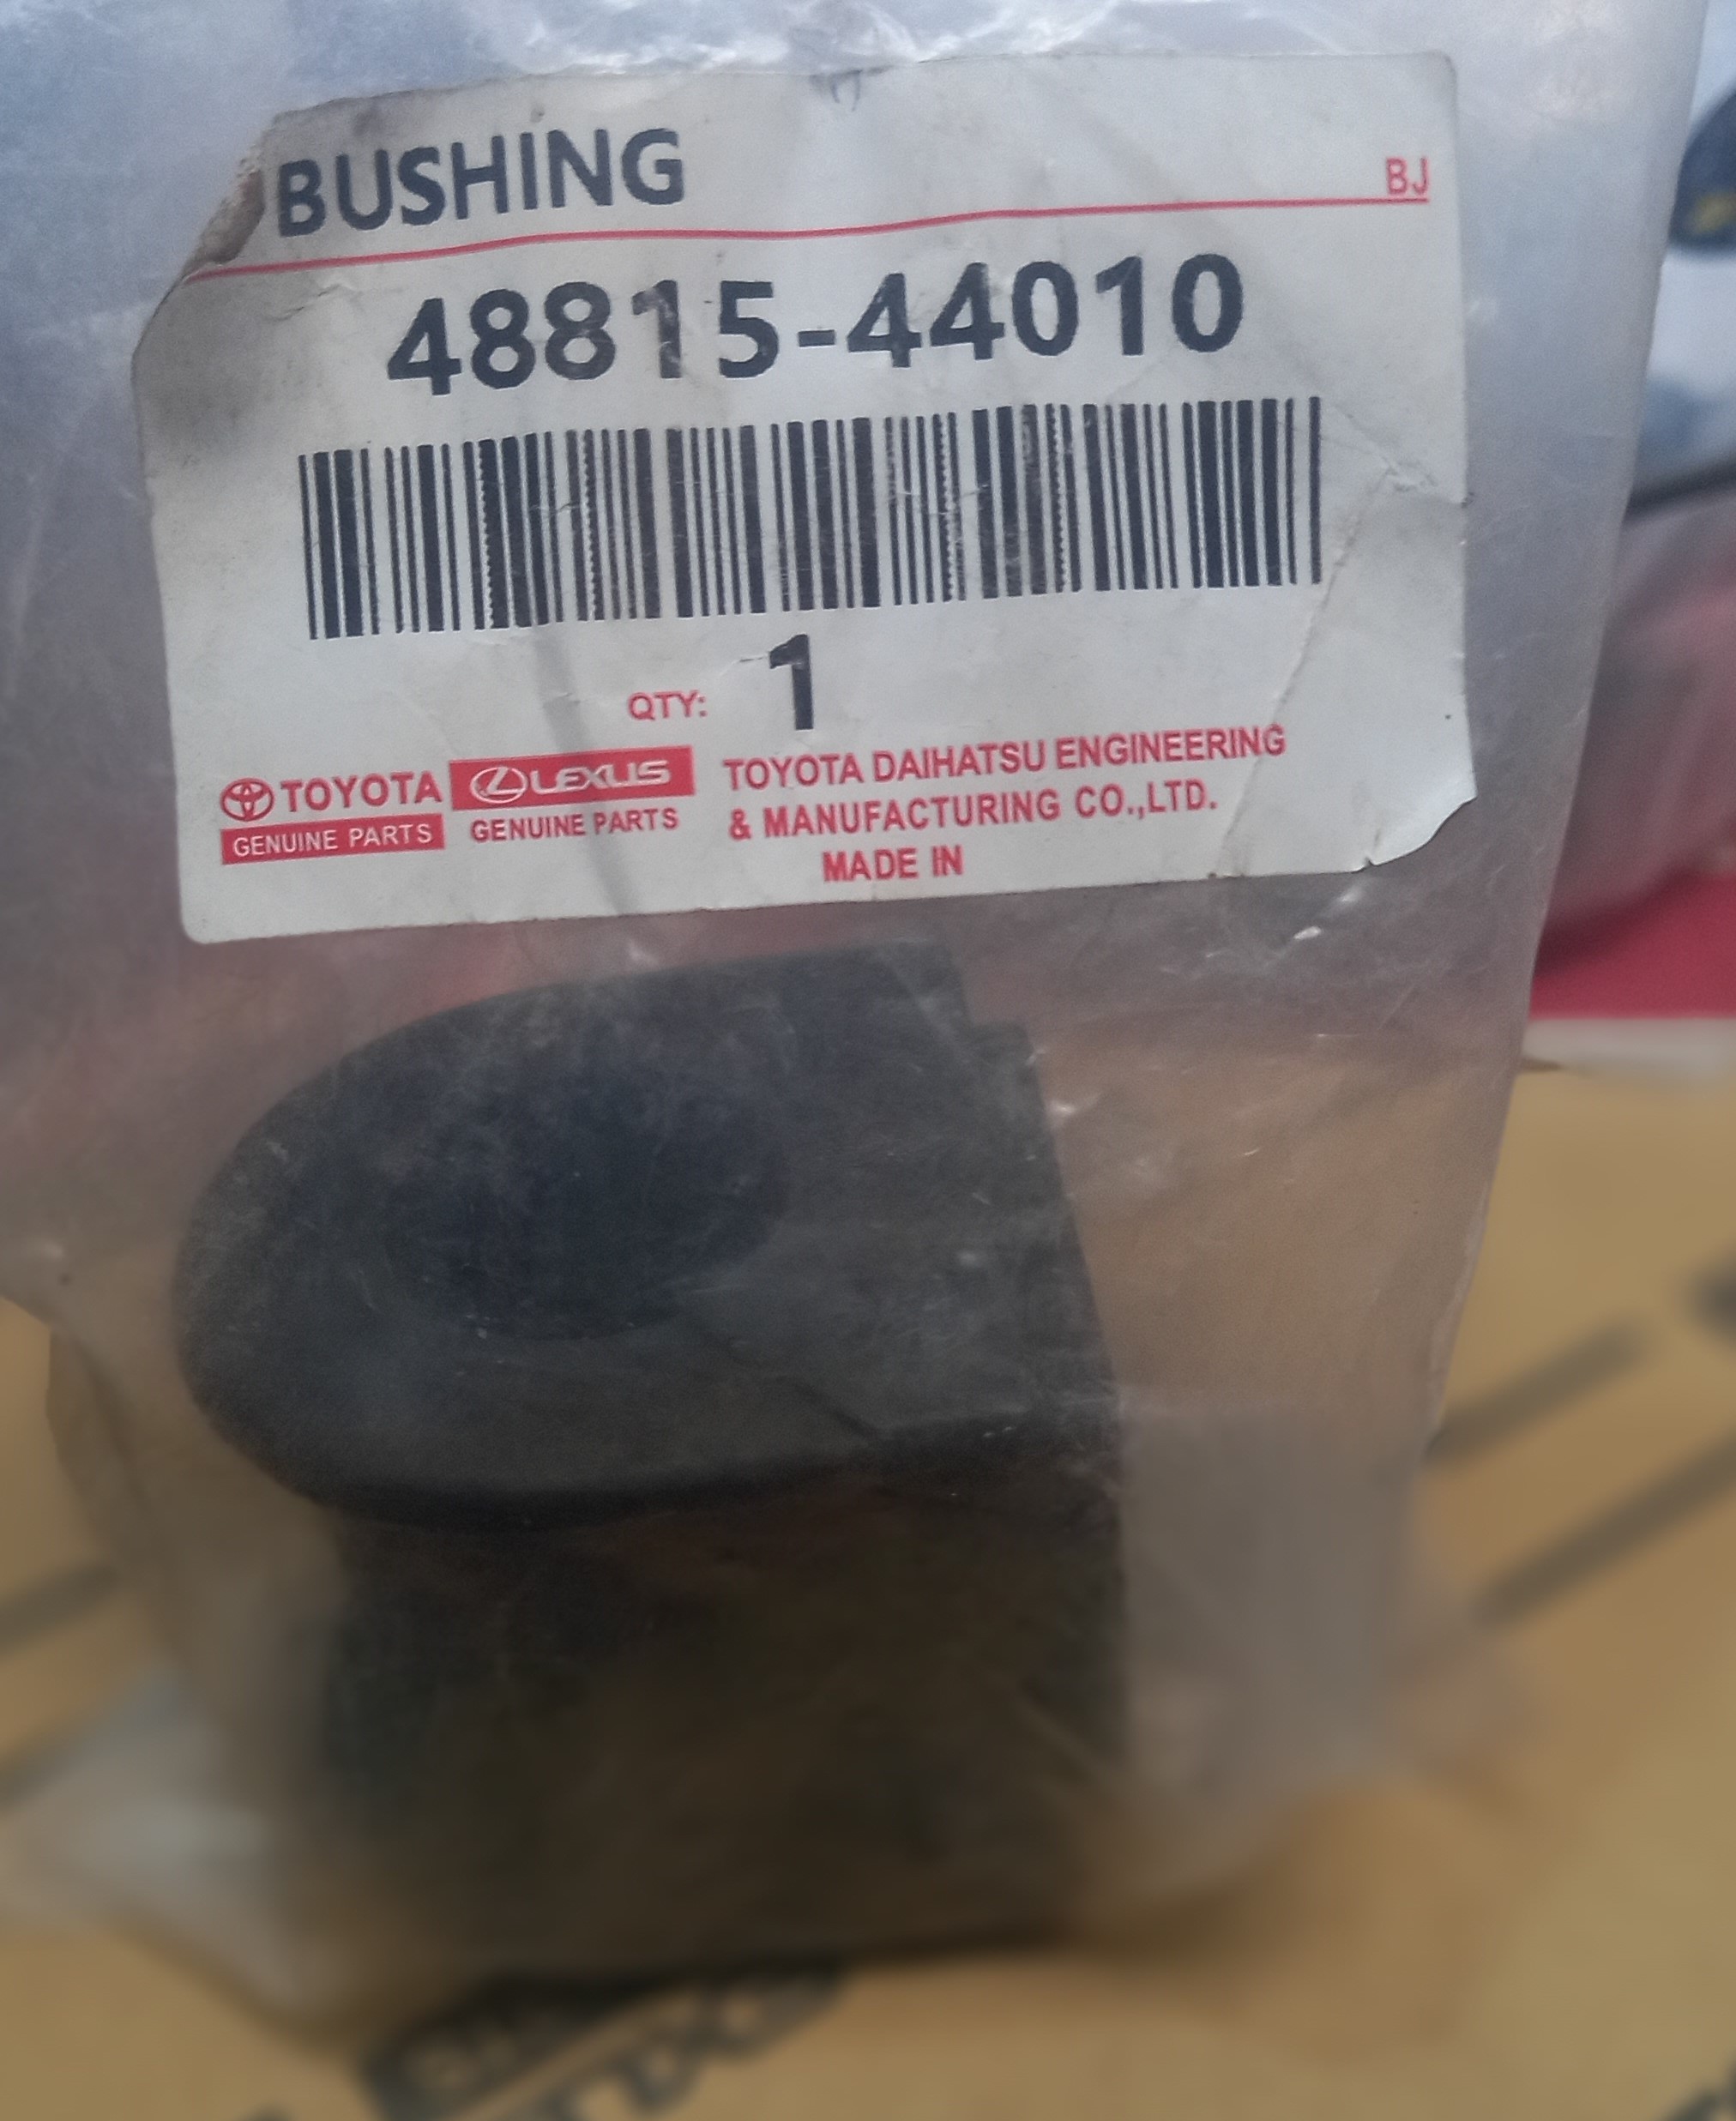 BUSHING
BJ
48815-44010
QTY: 1
TOYOTA
GENUINE PARTS
LEXUS
GENUINE PARTS
TOYOTA DAIHATSU ENGINEERING
& MANUFACTURING CO.,LTD.
MADE IN